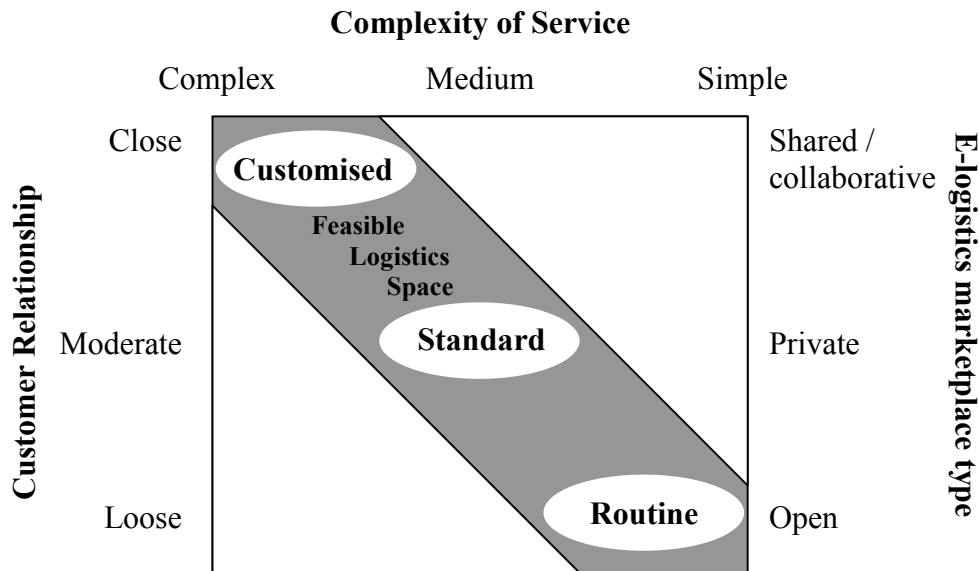 Complexity of Service
Complex
Medium
Simple
Close
Customised
Shared /
collaborative
Feasible
Logistics
Space
Moderate
Standard
Private
Loose
Routine
Open
Customer Relationship
E-logistics marketplace type